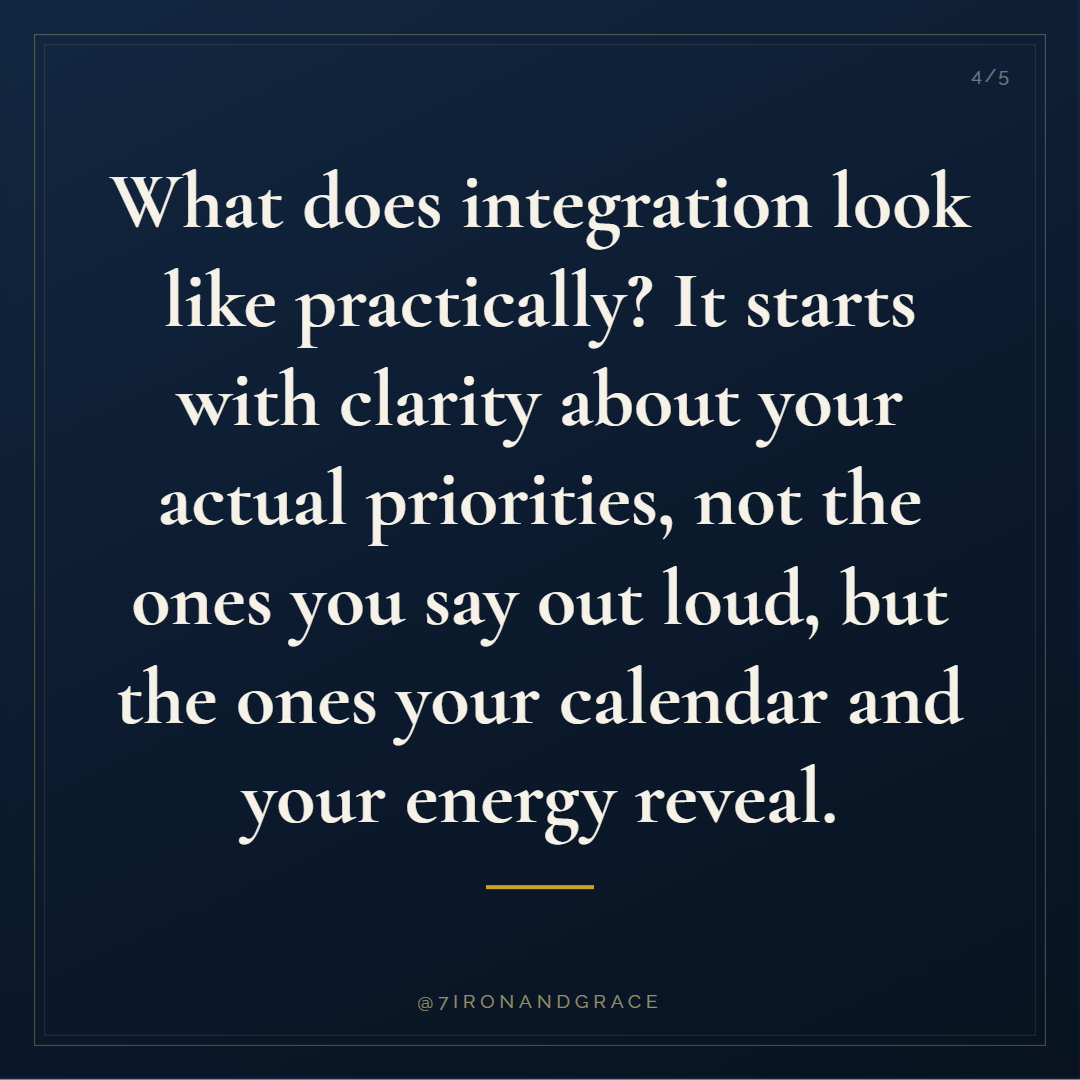 4/5
What does integration look
like practically? It starts
with clarity about your
actual priorities, not the
ones you say out loud, but
the ones your calendar and
your energy reveal.
@7IRONANDGRACE